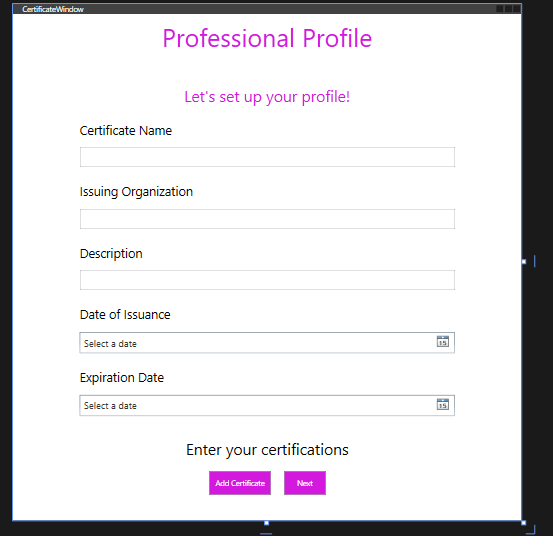 CertificateWindow
Professional Profile
Let's set up your profile!
Certificate Name
Issuing Organization
Description
Date of Issuance
Select a date
15
Expiration Date
Select a date
15
Enter your certifications
Add Certificate
Next